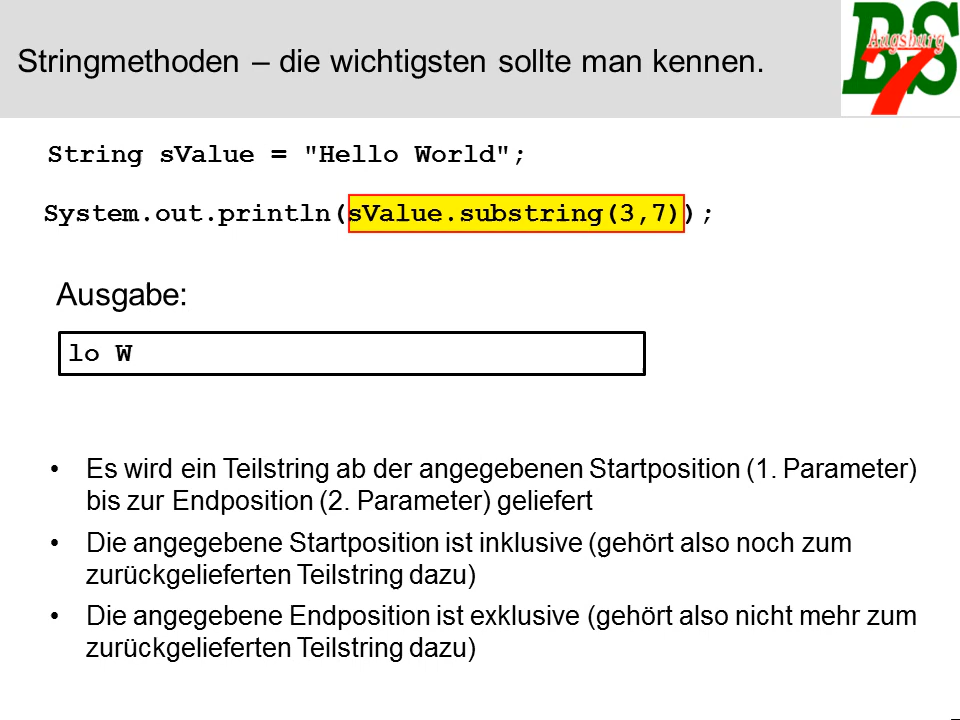 Stringmethoden – die wichtigsten sollte man kennen.
BS
Augsburg
7
String sValue = "Hello World";
System.out.println(sValue.substring(3,7));
Ausgabe:
lo W
• Es wird ein Teilstring ab der angegebenen Startposition (1. Parameter)
bis zur Endposition (2. Parameter) geliefert
• Die angegebene Startposition ist inklusive (gehört also noch zum
zurückgelieferten Teilstring dazu)
• Die angegebene Endposition ist exklusive (gehört also nicht mehr zum
zurückgelieferten Teilstring dazu)